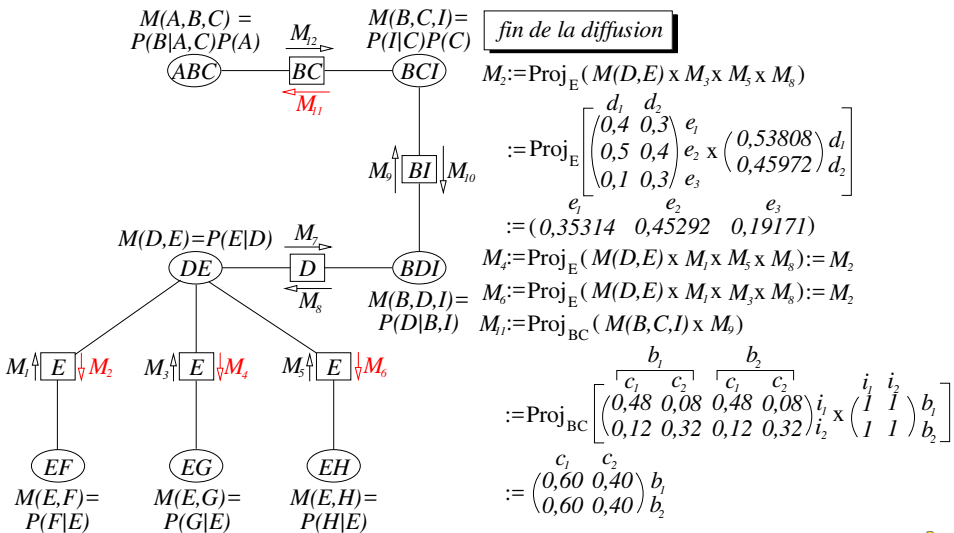 M(A,B,C) =
P(B|A,C)P(A)
M₁₂
M(B,C,I)=
P(I|C)P(C)
fin de la diffusion
ABC
BC
BCI
M₁₁
M₉
BI
M₁₀
M(D,E)=P(E|D)
M₇
DE
D
BDI
M₈
M(B,D,I)=
P(D|B,I)
M₁
E
M₂
M₃
E
M₄
M₅
E
M₆
EF
EG
EH
M(E,F)=
P(F|E)
M(E,G)=
P(G|E)
M(E,H)=
P(H|E)
M₂:=Proj_E ( M(D,E) x M₃ x M₅ x M₈)
d₁ d₂
:=Proj_E [ ( 0,4 0,3 ) e₁
0,5 0,4 e₂ x ( 0,53808 ) d₁
0,1 0,3 e₃ 0,45972 d₂ ]
e₁ e₂ e₃
:= ( 0,35314 0,45292 0,19171)
M₄:=Proj_E ( M(D,E) x M₁ x M₅ x M₈) := M₂
M₆:=Proj_E ( M(D,E) x M₁ x M₃ x M₈) := M₂
M₁₁:=Proj_BC ( M(B,C,I) x M₉)
b₁ b₂
c₁ c₂ c₁ c₂ i₁ i₂
:=Proj_BC [ ( 0,48 0,08 0,48 0,08 ) i₁ x ( 1 1 ) b₁
0,12 0,32 0,12 0,32 i₂ 1 1 b₂ ]
c₁ c₂
:= ( 0,60 0,40 ) b₁
0,60 0,40 b₂